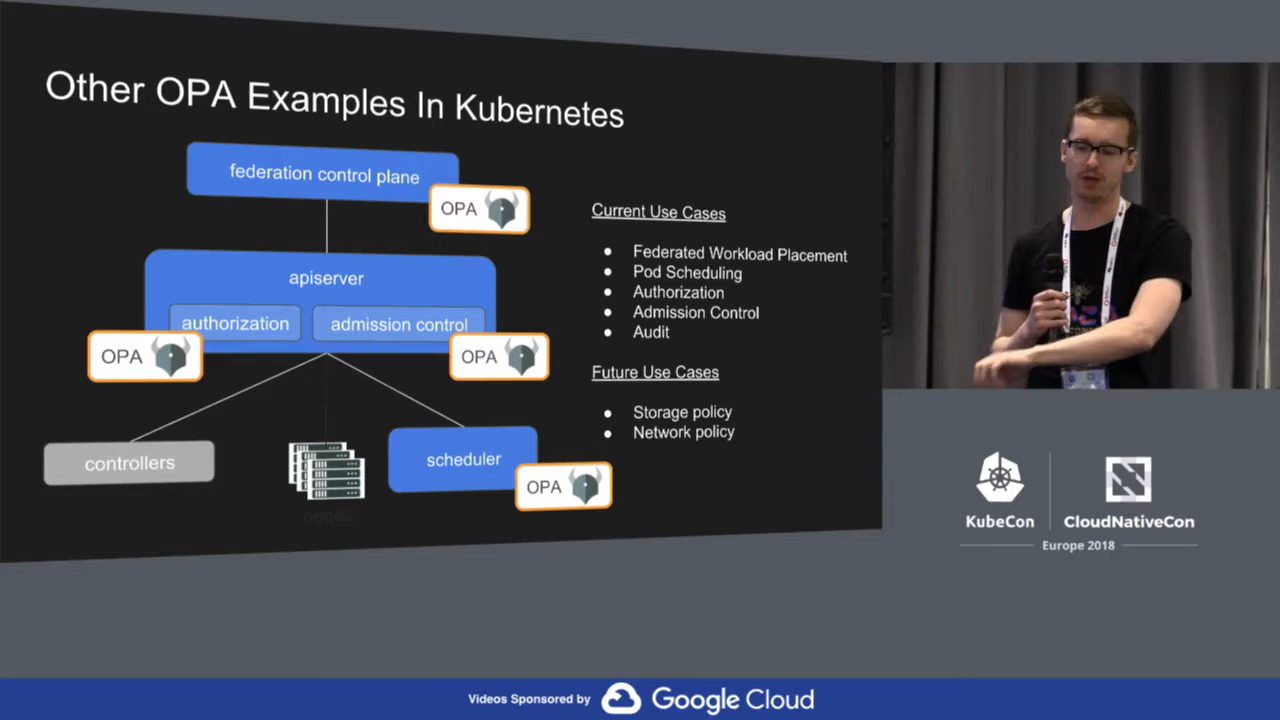 Other OPA Examples In Kubernetes
federation control plane
OPA
apiserver
authorization
admission control
OPA
OPA
controllers
scheduler
OPA
nodes
Current Use Cases
● Federated Workload Placement
● Pod Scheduling
● Authorization
● Admission Control
● Audit
Future Use Cases
● Storage policy
● Network policy
KubeCon
CloudNativeCon
Europe 2018
Videos Sponsored by Google Cloud